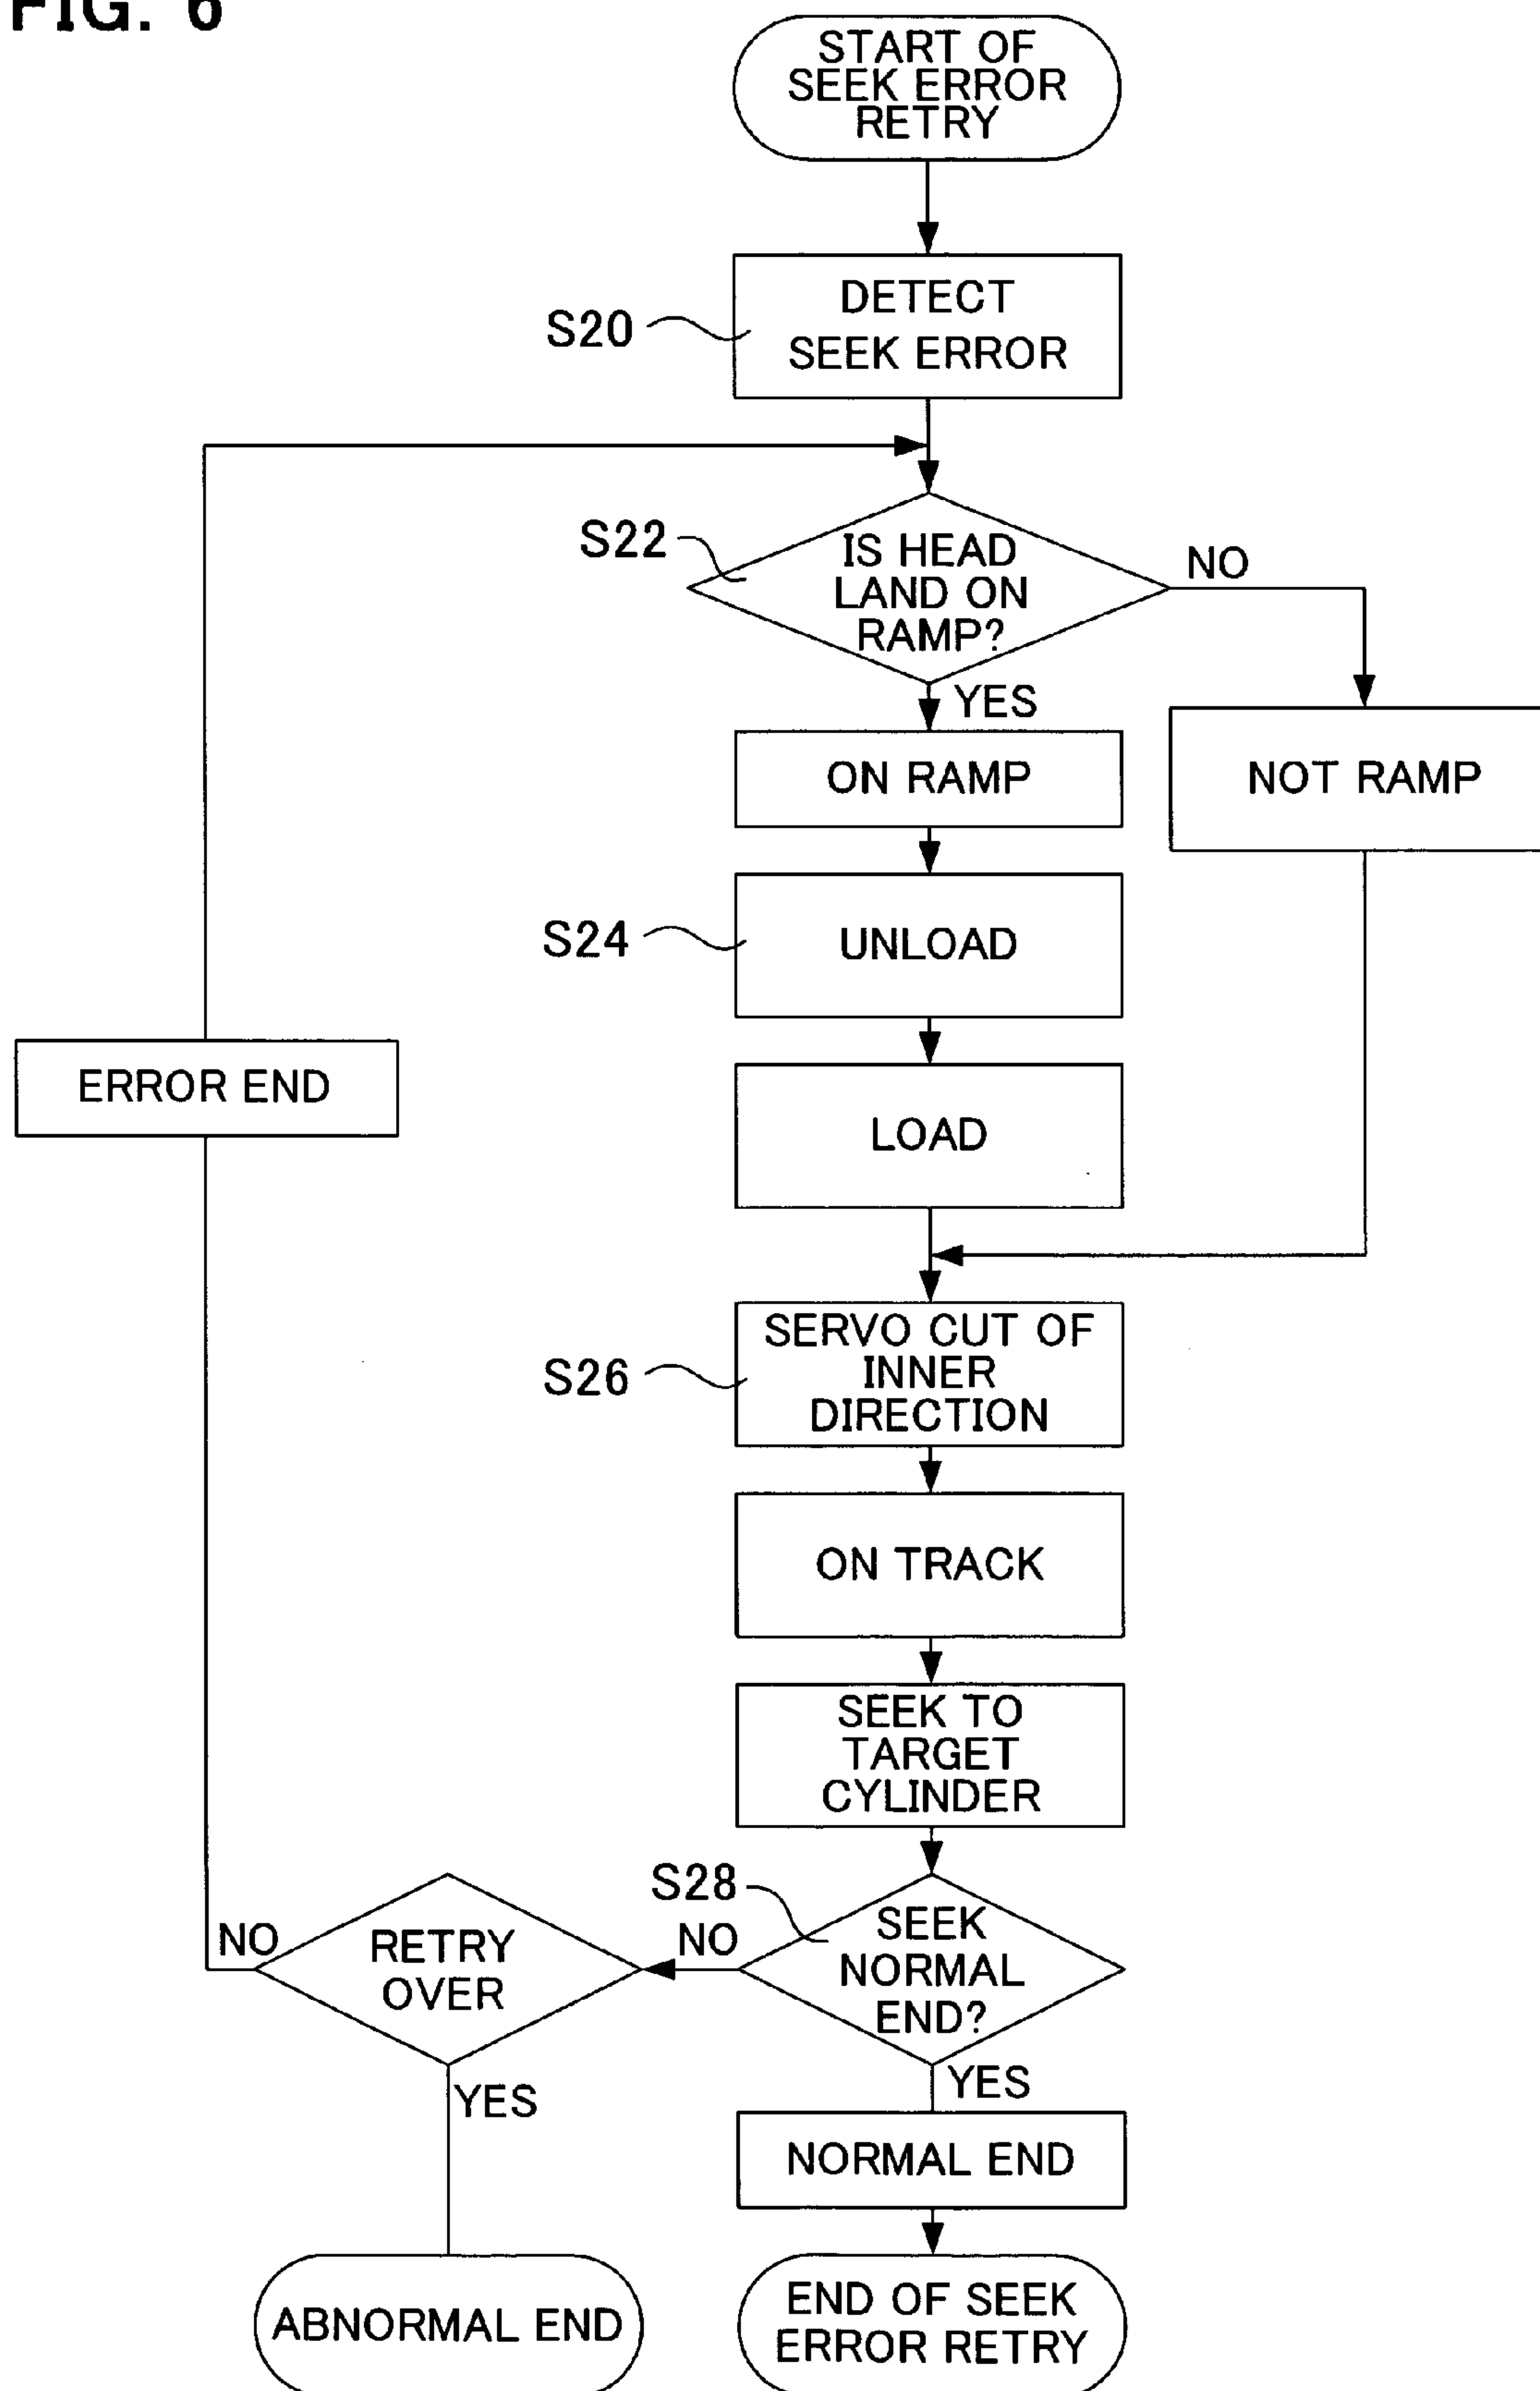 FIG. 6
START OF
SEEK ERROR
RETRY
S20
DETECT
SEEK ERROR
S22
IS HEAD
LAND ON
RAMP?
NO
YES
ON RAMP
NOT RAMP
S24
UNLOAD
ERROR END
LOAD
S26
SERVO CUT OF
INNER
DIRECTION
ON TRACK
SEEK TO
TARGET
CYLINDER
S28
SEEK
NORMAL
END?
NO
RETRY
OVER
NO
YES
YES
NORMAL END
ABNORMAL END
END OF SEEK
ERROR RETRY